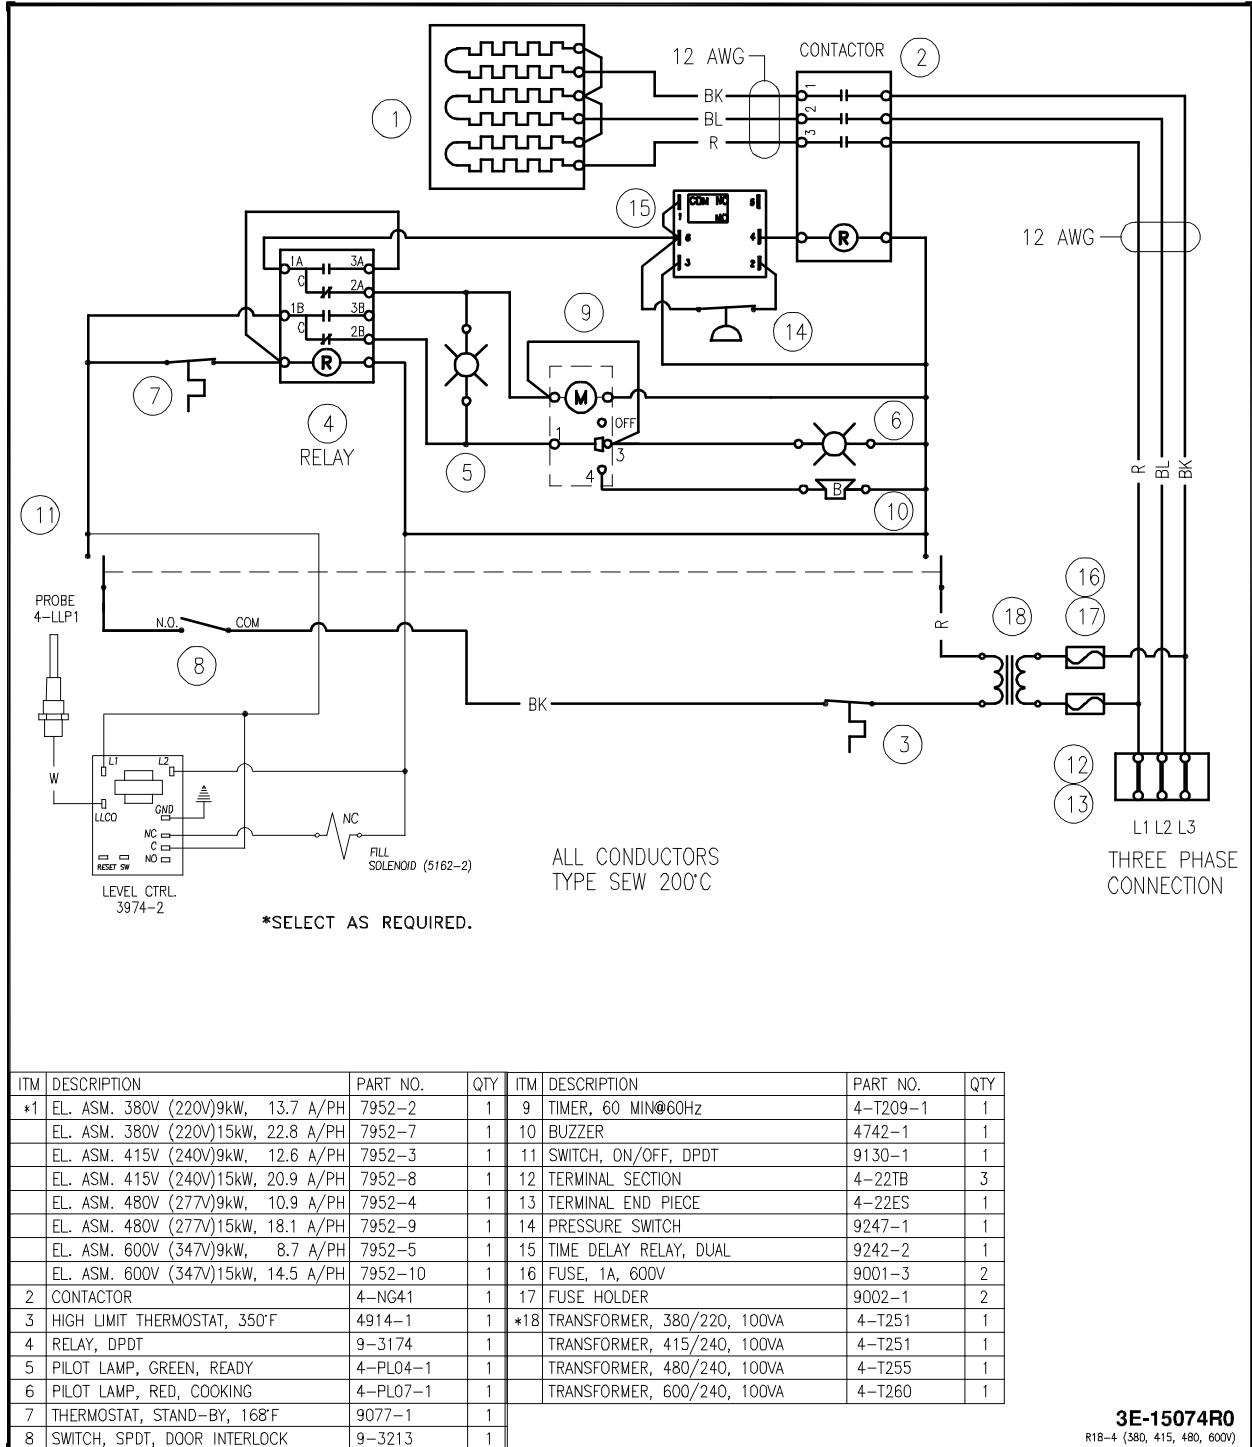 12 AWG
CONTACTOR
2
1
BK
BL
R
1
2
3
15
COM NC
NO
1
5
6
4
3
2
R
12 AWG
1A
3A
C
2A
1B
3B
C
2B
R
9
14
7
4
RELAY
5
M
OFF
1
3
4
6
B
10
R
BL
BK
11
PROBE
4-LLP1
N.O.
COM
8
R
18
16
17
BK
3
W
L1
L2
LLCO
GND
NC
C
NO
RESET SW
LEVEL CTRL.
3974-2
NC
FILL
SOLENOID (5162-2)
12
13
L1 L2 L3
THREE PHASE
CONNECTION
ALL CONDUCTORS
TYPE SEW 200°C
*SELECT AS REQUIRED.
ITM DESCRIPTION PART NO. QTY
*1 EL. ASM. 380V (220V)9kW, 13.7 A/PH 7952-2 1
EL. ASM. 380V (220V)15kW, 22.8 A/PH 7952-7 1
EL. ASM. 415V (240V)9kW, 12.6 A/PH 7952-3 1
EL. ASM. 415V (240V)15kW, 20.9 A/PH 7952-8 1
EL. ASM. 480V (277V)9kW, 10.9 A/PH 7952-4 1
EL. ASM. 480V (277V)15kW, 18.1 A/PH 7952-9 1
EL. ASM. 600V (347V)9kW, 8.7 A/PH 7952-5 1
EL. ASM. 600V (347V)15kW, 14.5 A/PH 7952-10 1
2 CONTACTOR 4-NG41 1
3 HIGH LIMIT THERMOSTAT, 350°F 4914-1 1
4 RELAY, DPDT 9-3174 1
5 PILOT LAMP, GREEN, READY 4-PL04-1 1
6 PILOT LAMP, RED, COOKING 4-PL07-1 1
7 THERMOSTAT, STAND-BY, 168°F 9077-1 1
8 SWITCH, SPDT, DOOR INTERLOCK 9-3213 1
ITM DESCRIPTION PART NO. QTY
9 TIMER, 60 MIN@60Hz 4-T209-1 1
10 BUZZER 4742-1 1
11 SWITCH, ON/OFF, DPDT 9130-1 1
12 TERMINAL SECTION 4-22TB 3
13 TERMINAL END PIECE 4-22ES 1
14 PRESSURE SWITCH 9247-1 1
15 TIME DELAY RELAY, DUAL 9242-2 1
16 FUSE, 1A, 600V 9001-3 2
17 FUSE HOLDER 9002-1 2
*18 TRANSFORMER, 380/220, 100VA 4-T251 1
TRANSFORMER, 415/240, 100VA 4-T251 1
TRANSFORMER, 480/240, 100VA 4-T255 1
TRANSFORMER, 600/240, 100VA 4-T260 1
3E-15074R0
R18-4 (380, 415, 480, 600V)